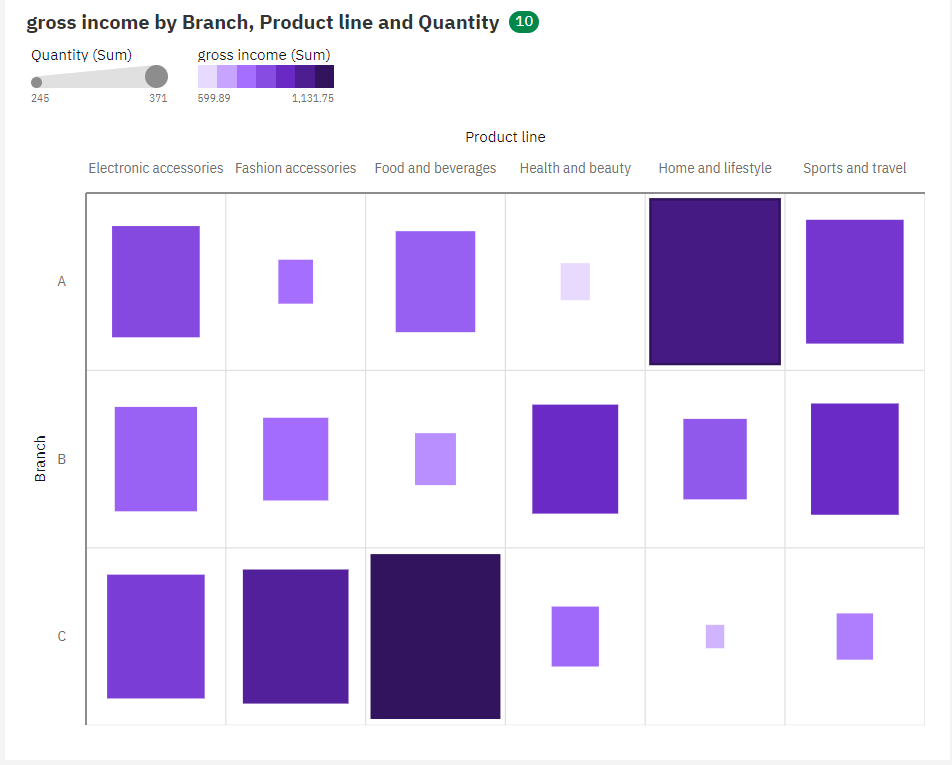 gross income by Branch, Product line and Quantity 10
Quantity (Sum) gross income (Sum)
245 371 599.89 1,131.75
Product line
Electronic accessories Fashion accessories Food and beverages Health and beauty Home and lifestyle Sports and travel
A
Branch
B
C